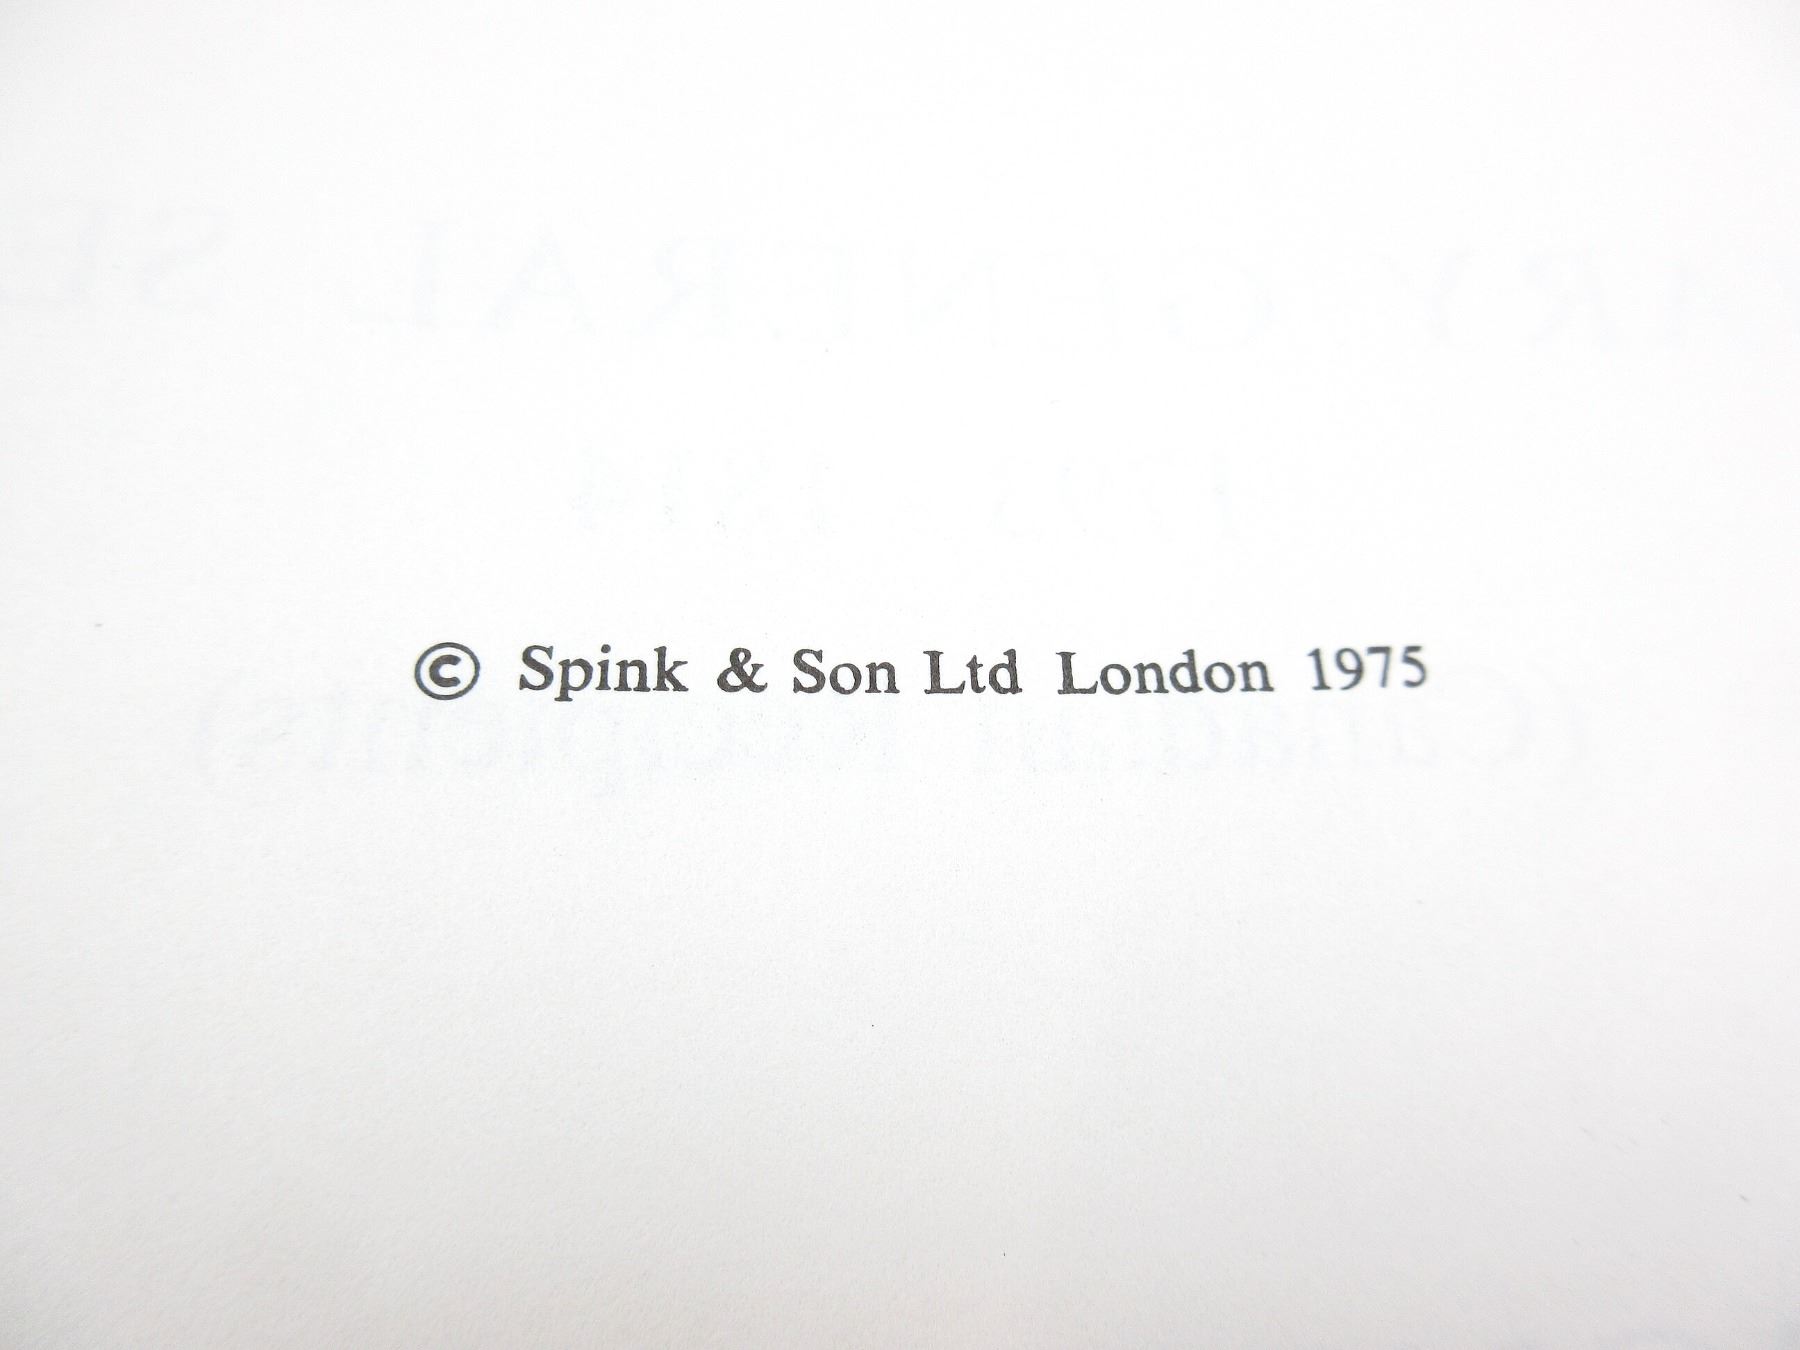 © Spink & Son Ltd London 1975